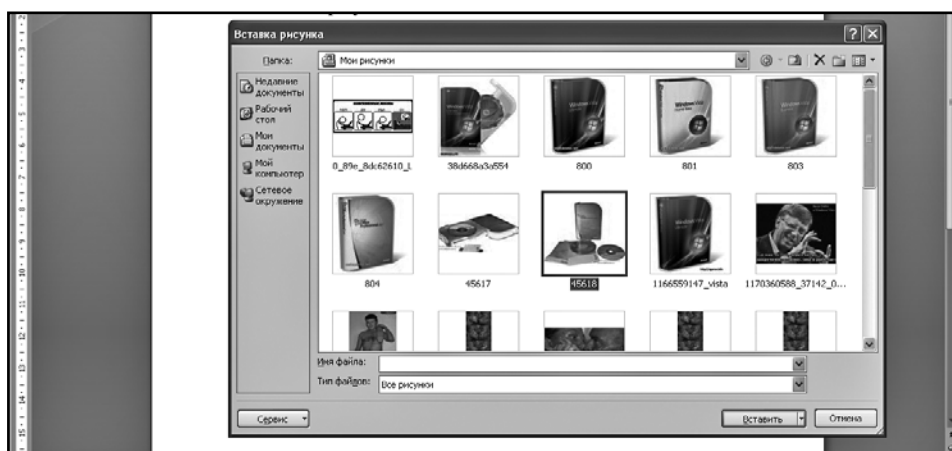 Вставка рисунка
Папка:
Мои рисунки
Недавние
документы
Рабочий
стол
Мои
документы
Мой
компьютер
Сетевое
окружение
0_89e_8dc62610_L
38d668a3a554
800
801
803
804
45617
45618
1166559147_vista
1170360588_37142_0...
Имя файла:
Тип файлов:
Все рисунки
Сервис
Вставить
Отмена